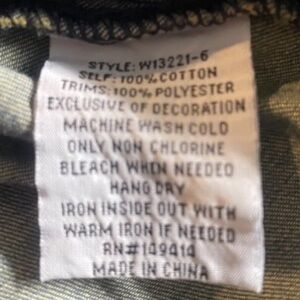 STYLE: W13221-6
SELF: 100% COTTON
TRIMS: 100% POLYESTER
EXCLUSIVE OF DECORATION
MACHINE WASH COLD
ONLY NON CHLORINE
BLEACH WHEN NEEDED
HANG DRY
IRON INSIDE OUT WITH
WARM IRON IF NEEDED
RN#149414
MADE IN CHINA